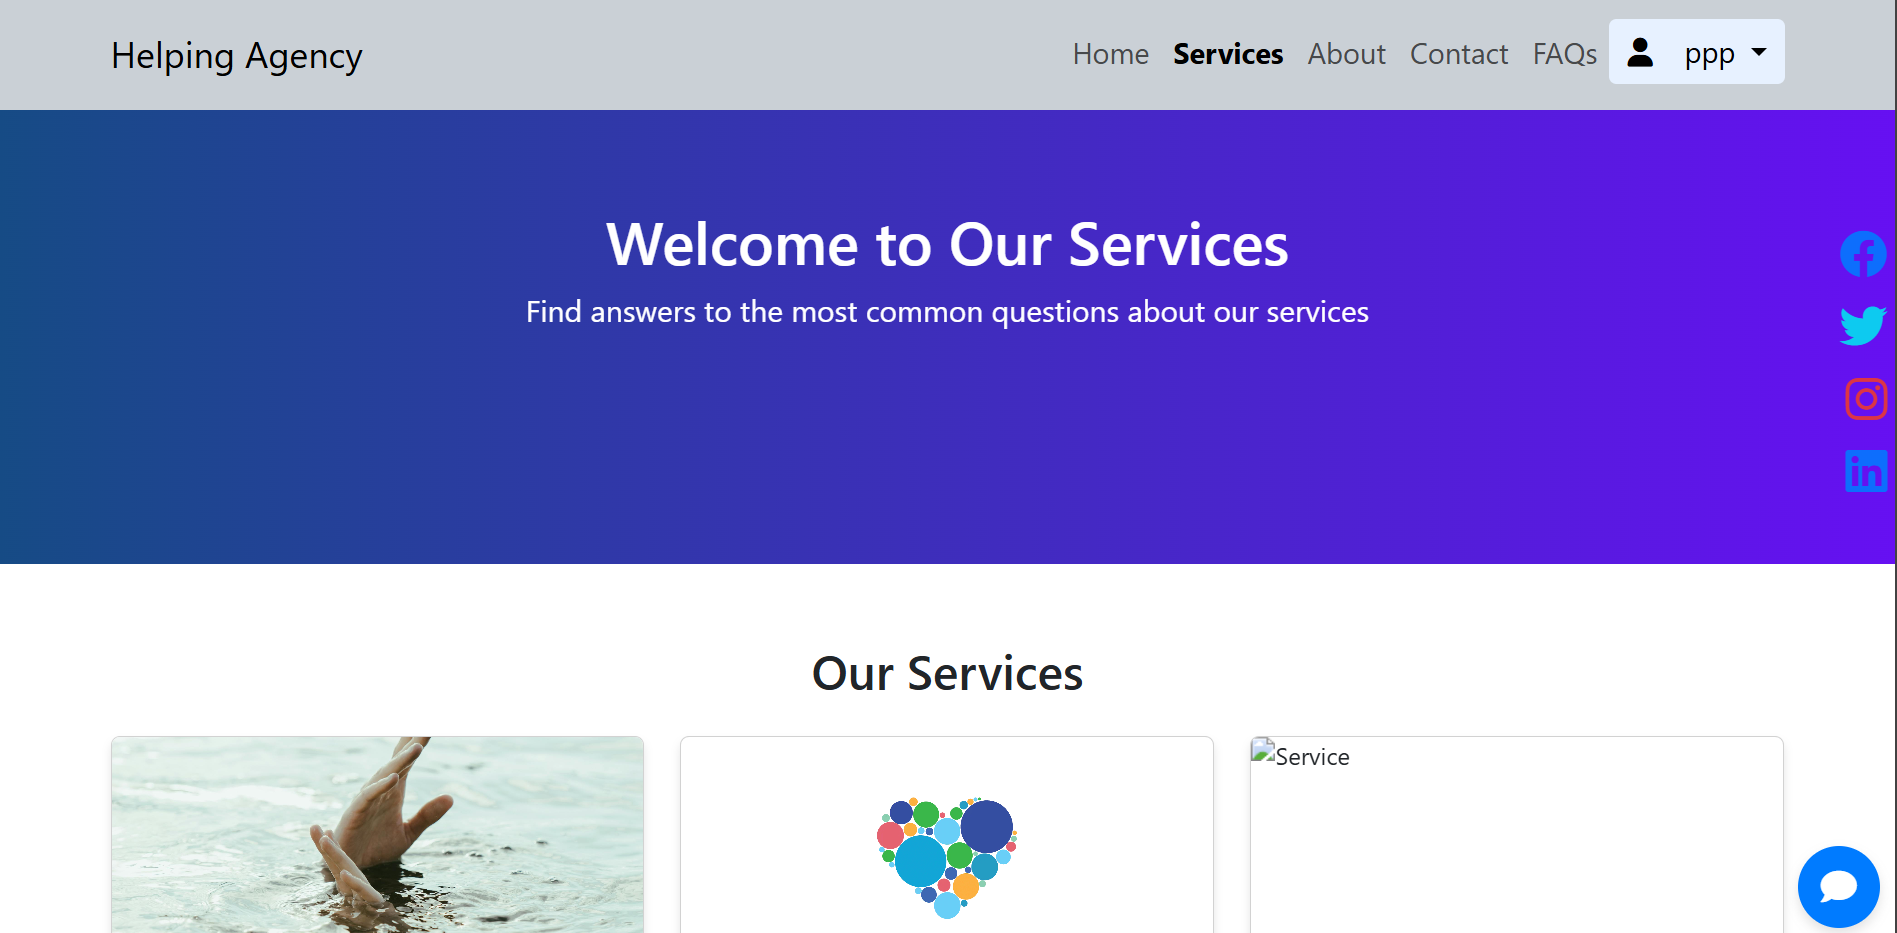 Helping Agency
Home Services About Contact FAQs ppp
Welcome to Our Services
Find answers to the most common questions about our services
Our Services
Service